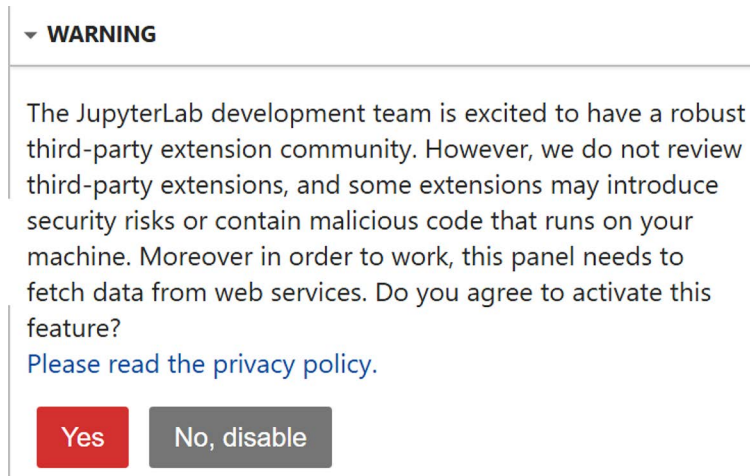 WARNING
The JupyterLab development team is excited to have a robust
third-party extension community. However, we do not review
third-party extensions, and some extensions may introduce
security risks or contain malicious code that runs on your
machine. Moreover in order to work, this panel needs to
fetch data from web services. Do you agree to activate this
feature?
Please read the privacy policy.
Yes No, disable